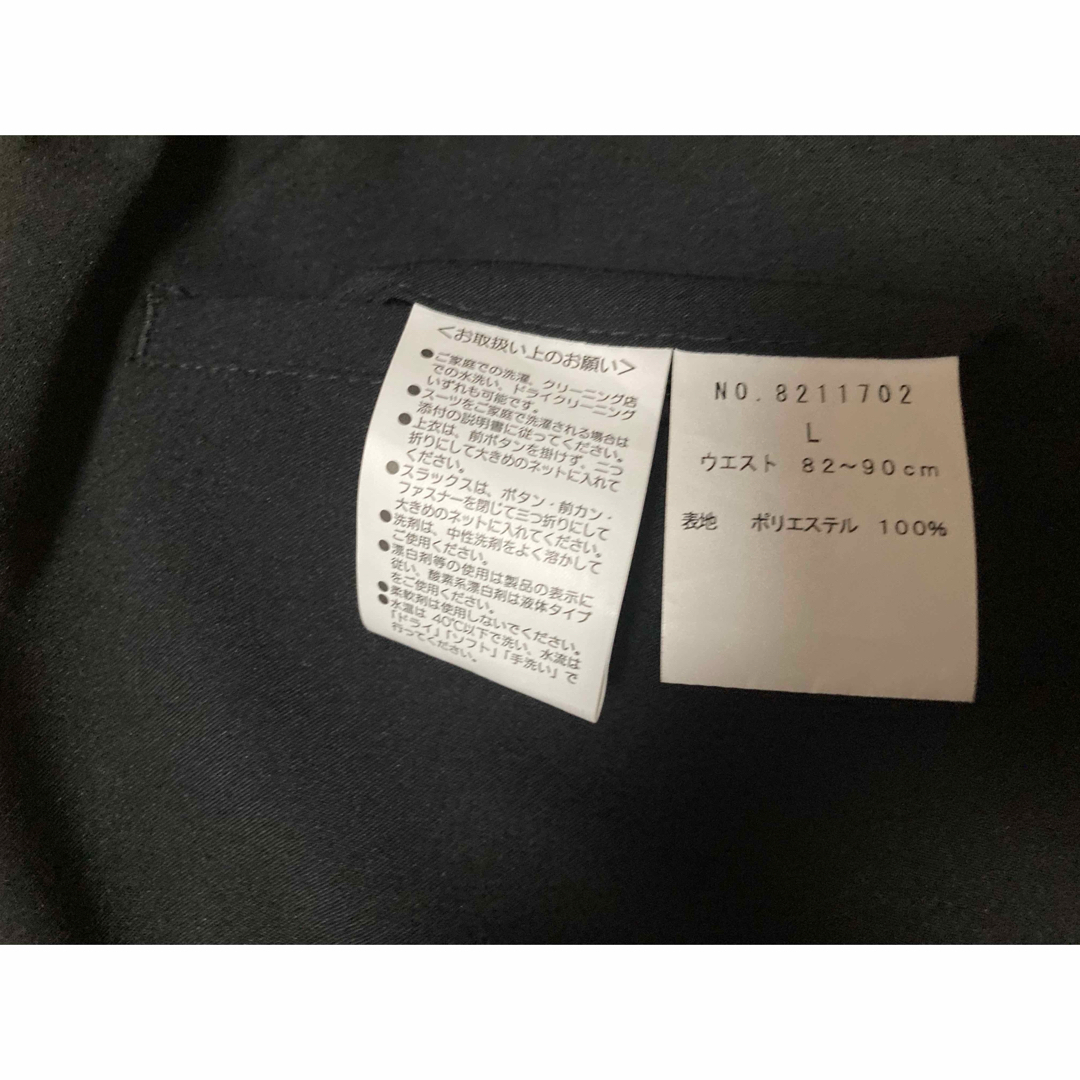 ＜お取扱い上のお願い＞
●ご家庭での洗濯、クリーニング店
での水洗い、ドライクリーニング
いずれも可能です。
●スーツをご家庭で洗濯される場合は
添付の説明書に従ってください。
●上衣は、前ボタンを掛けず、二つ
折りにして大きめのネットに入れて
ください。
●スラックスは、ボタン・前カン・
ファスナーを閉じて三つ折りにして
大きめのネットに入れてください。
●洗剤は、中性洗剤をよく溶かして
ご使用ください。
●漂白剤等の使用は製品の表示に
従い、酸素系漂白剤は液体タイプ
をご使用ください。
●柔軟剤は使用しないでください。
●水温は 40℃以下で洗い、水流は
「ドライ」「ソフト」「手洗い」で
行ってください。
NO.8211702
L
ウエスト 82～90cm
表地 ポリエステル 100%